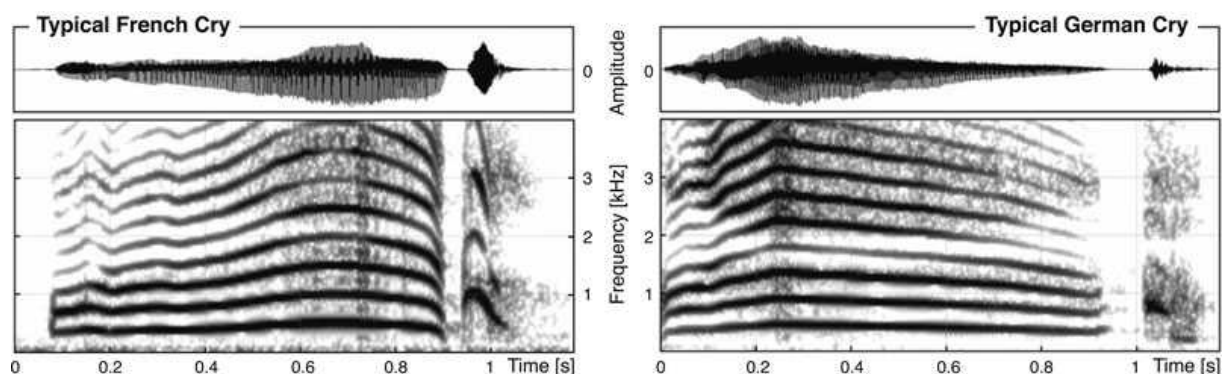 Typical French Cry
Typical German Cry
0
Amplitude
0
3
2
1
Frequency [kHz]
3
2
1
0 0.2 0.4 0.6 0.8 1 Time [s]
0 0.2 0.4 0.6 0.8 1 Time [s]